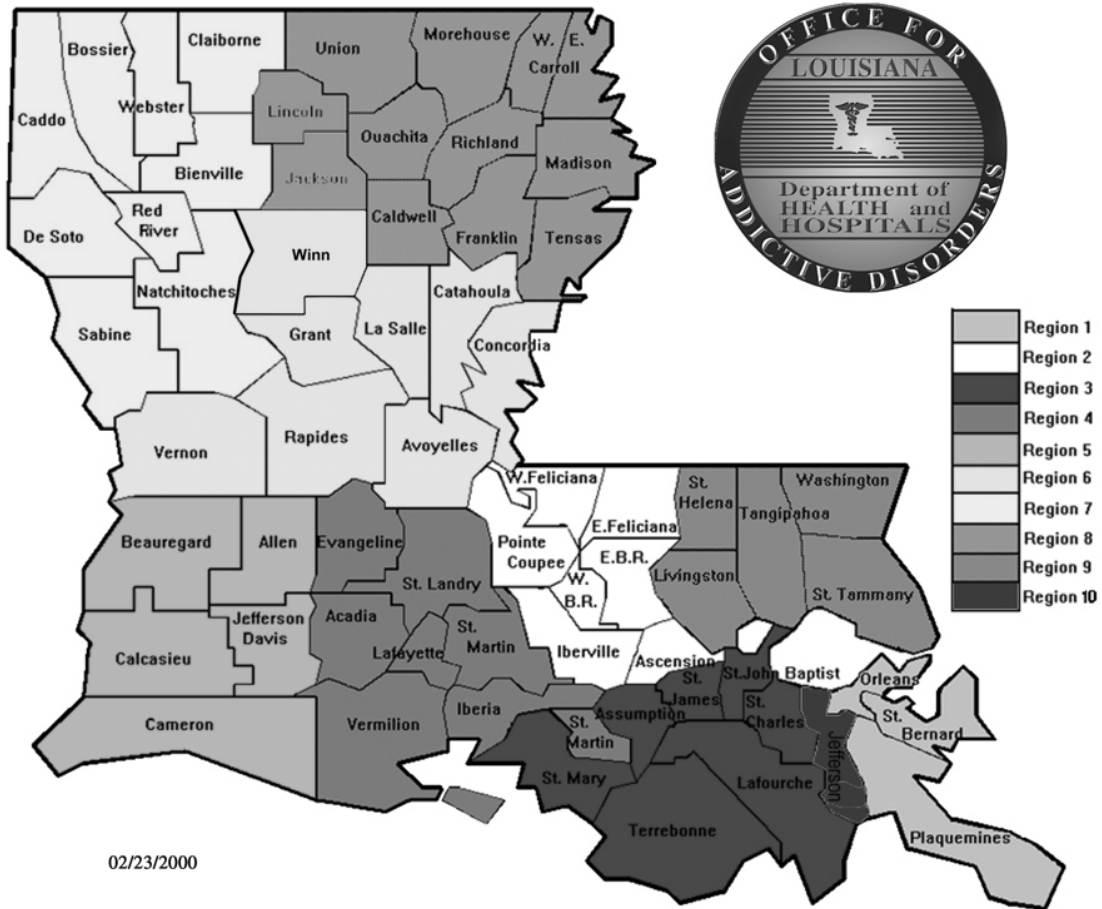 OFFICE FOR
LOUISIANA
Department of
HEALTH and
HOSPITALS
ADDICTIVE DISORDERS
Bossier
Claiborne
Union
Morehouse
W.
E.
Carroll
Caddo
Webster
Lincoln
Ouachita
Richland
Madison
Bienville
Jackson
Red
River
Caldwell
Franklin
Tensas
De Soto
Winn
Natchitoches
Catahoula
Sabine
Grant
La Salle
Concordia
Vernon
Rapides
Avoyelles
W.Feliciana
St.
Helena
Washington
Tangipahoa
E.Feliciana
Beauregard
Allen
Evangeline
Pointe
Coupee
E.B.R.
St. Landry
W.
B.R.
Livingston
St. Tammany
Jefferson
Davis
Acadia
St.
Martin
Lafayette
Iberville
Ascension
Calcasieu
St.John
Baptist
Orleans
St.
James
Cameron
Vermilion
Iberia
Assumption
St.
Charles
St.
Bernard
St.
Martin
Jefferson
St. Mary
Lafourche
Terrebonne
Plaquemines
Region 1
Region 2
Region 3
Region 4
Region 5
Region 6
Region 7
Region 8
Region 9
Region 10
02/23/2000